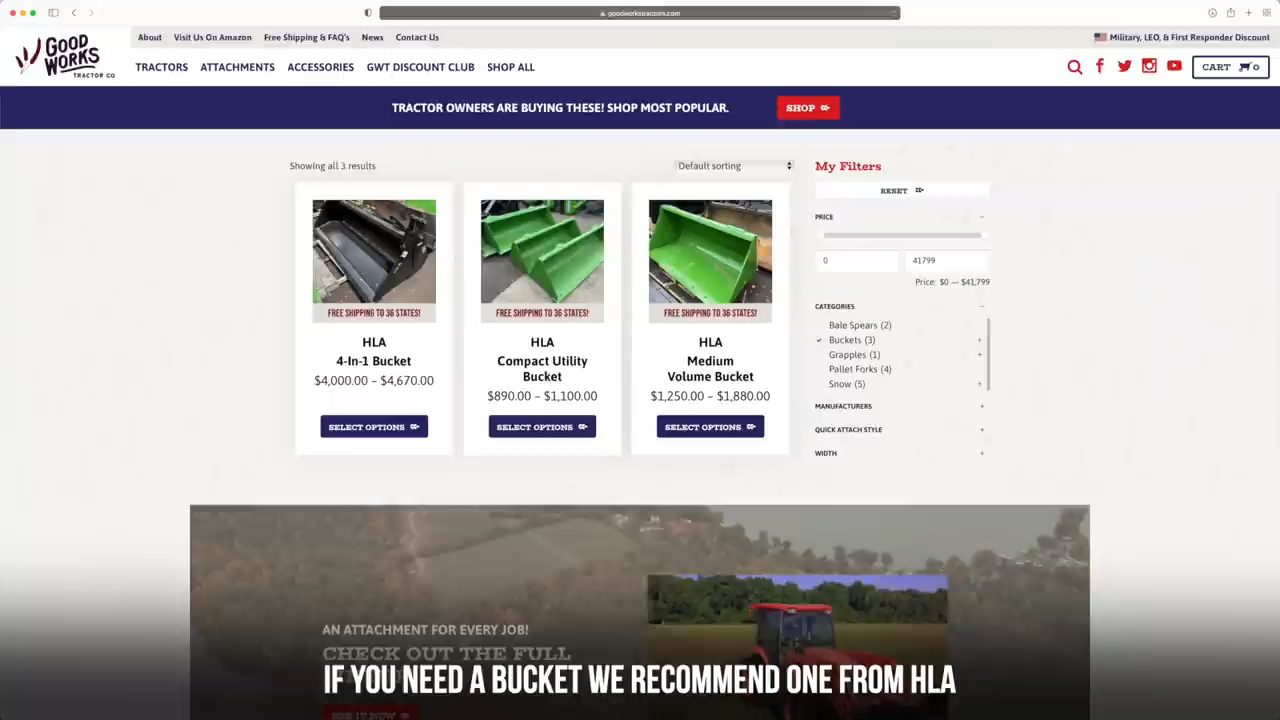 goodworkstractors.com
GOOD
WORKS
TRACTOR CO
About
Visit Us On Amazon
Free Shipping & FAQ's
News
Contact Us
Military, LEO, & First Responder Discount
TRACTORS
ATTACHMENTS
ACCESSORIES
GWT DISCOUNT CLUB
SHOP ALL
CART 0
TRACTOR OWNERS ARE BUYING THESE! SHOP MOST POPULAR.
SHOP
Showing all 3 results
Default sorting
FREE SHIPPING TO 36 STATES!
HLA
4-In-1 Bucket
$4,000.00 – $4,670.00
SELECT OPTIONS
FREE SHIPPING TO 36 STATES!
HLA
Compact Utility
Bucket
$890.00 – $1,100.00
SELECT OPTIONS
FREE SHIPPING TO 36 STATES!
HLA
Medium
Volume Bucket
$1,250.00 – $1,880.00
SELECT OPTIONS
My Filters
RESET
PRICE –
0
41799
Price: $0 — $41,799
CATEGORIES –
Bale Spears (2)
Buckets (3) +
Grapples (1) +
Pallet Forks (4)
Snow (5) +
MANUFACTURERS +
QUICK ATTACH STYLE +
WIDTH +
AN ATTACHMENT FOR EVERY JOB!
CHECK OUT THE FULL
IF YOU NEED A BUCKET WE RECOMMEND ONE FROM HLA
SEE IT NOW